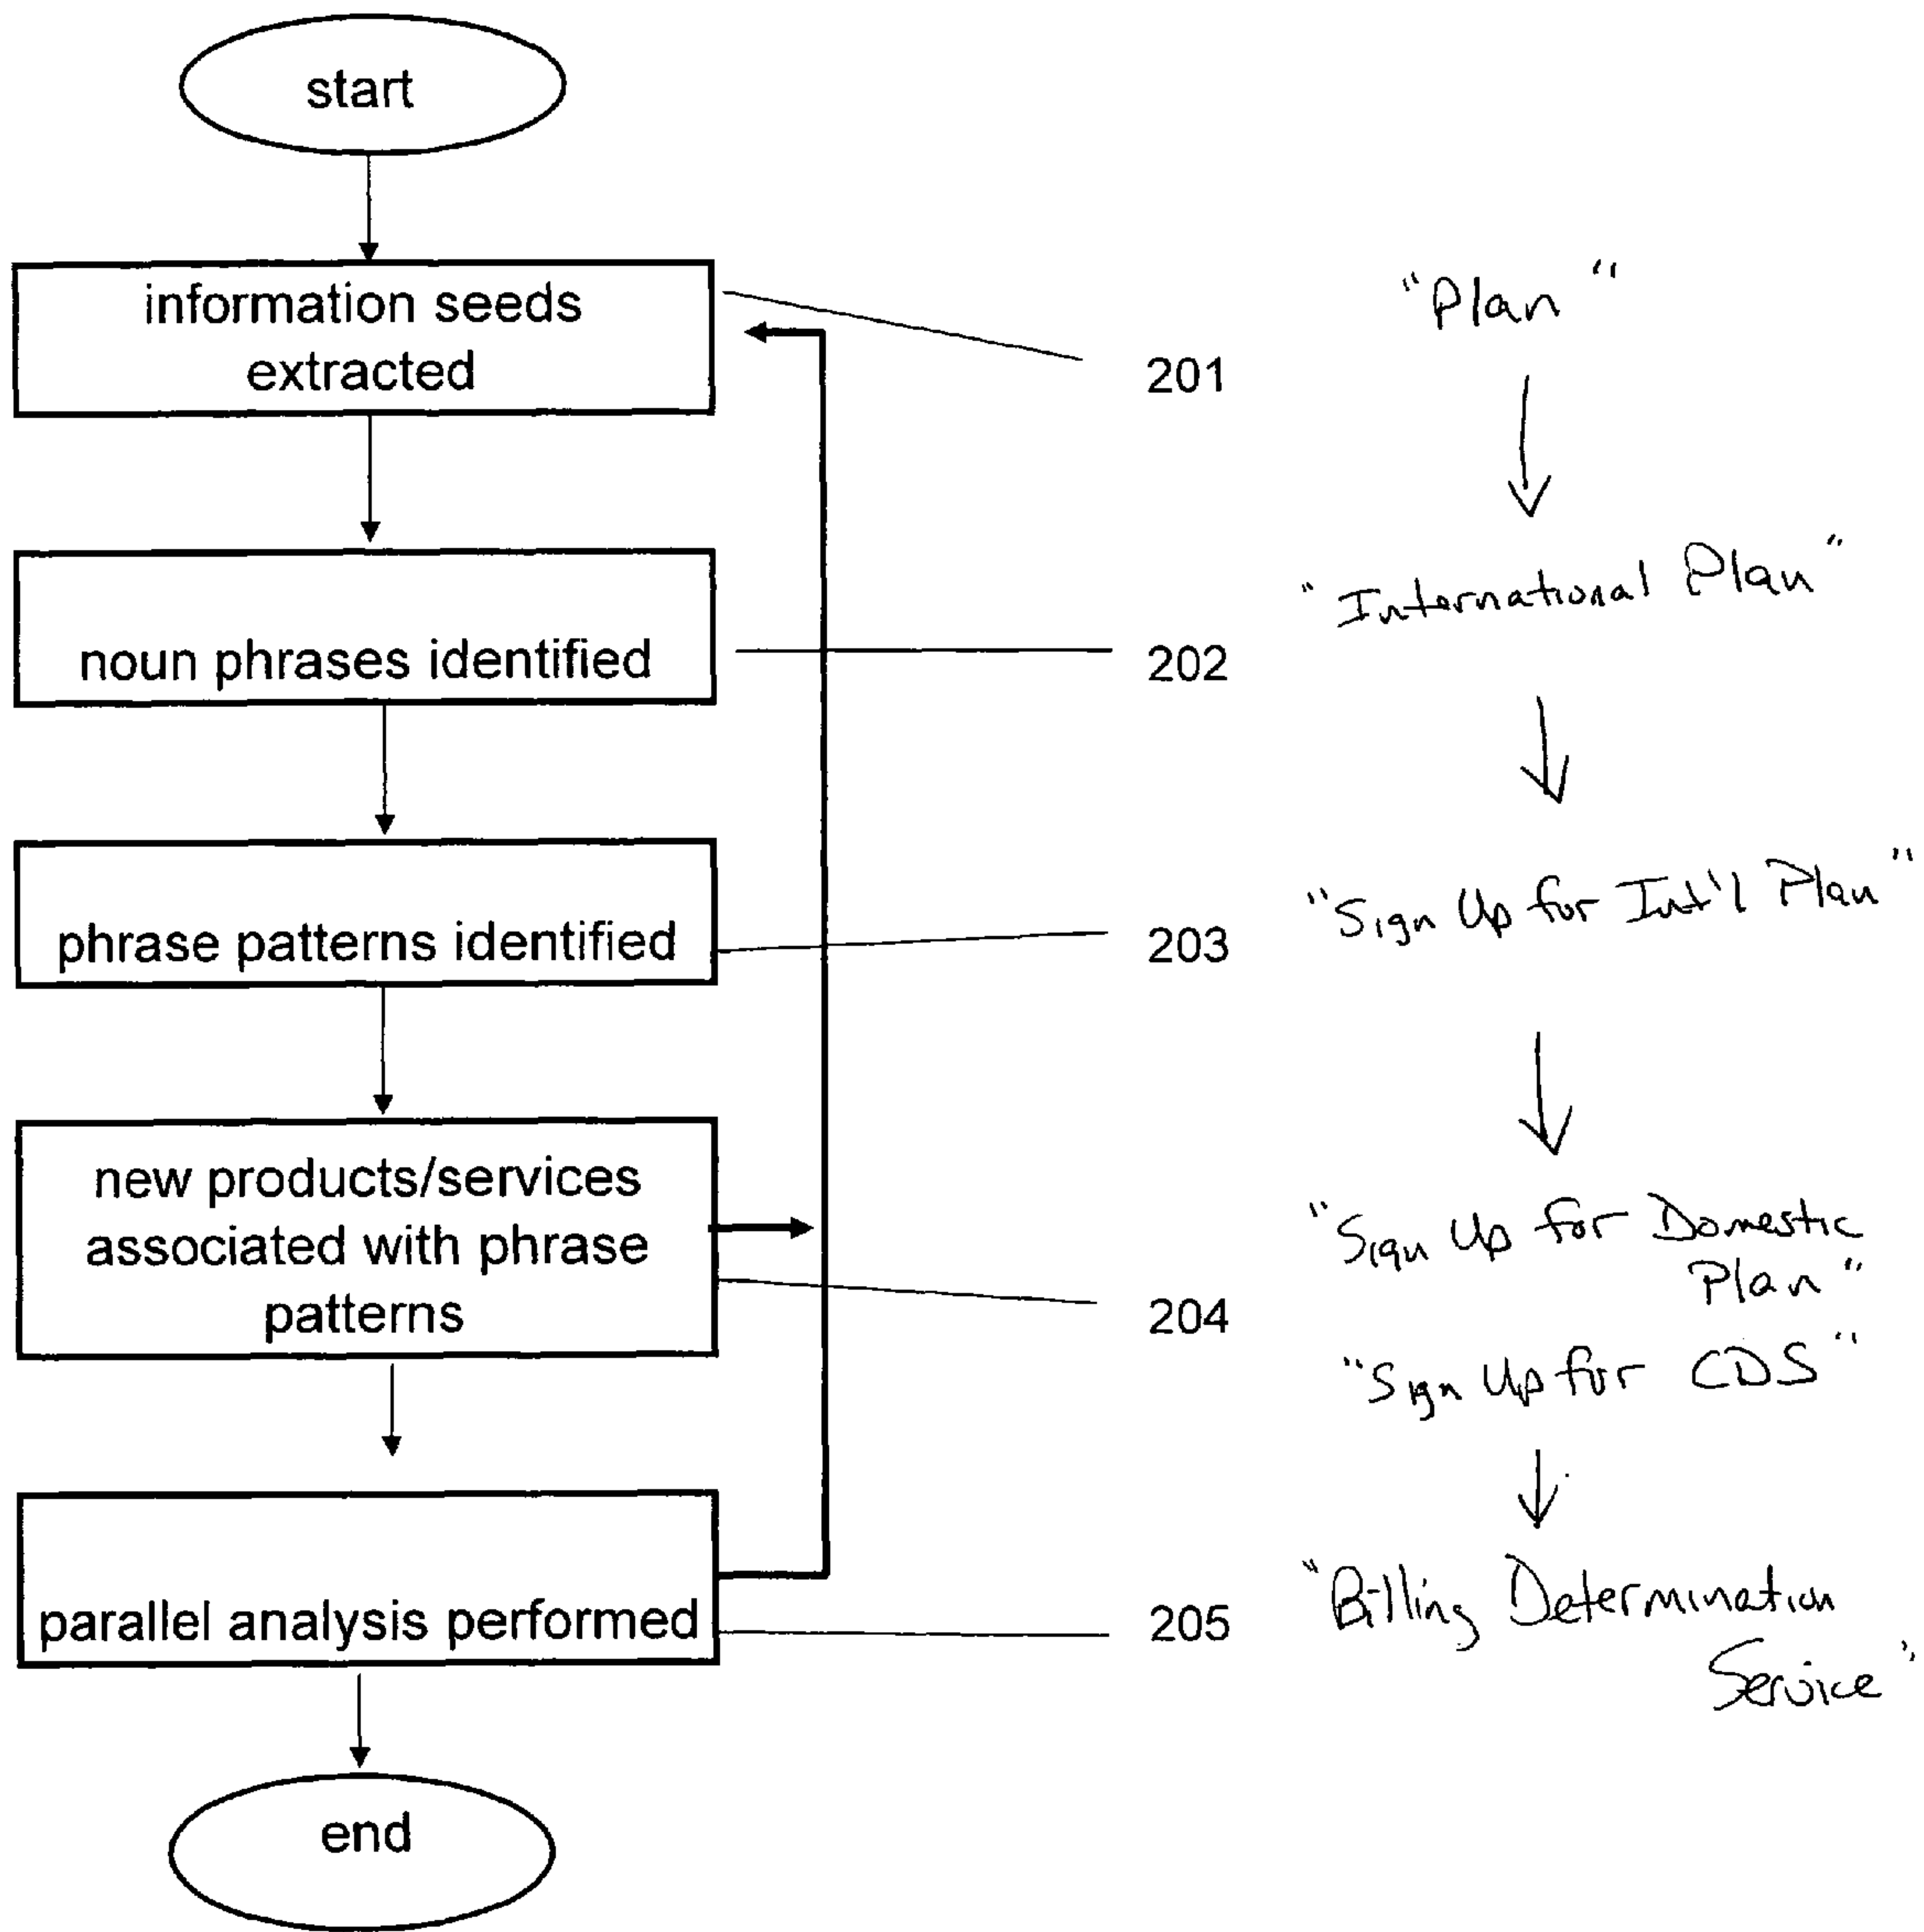 start
information seeds
extracted
201
"Plan"
noun phrases identified
202
"International Plan"
phrase patterns identified
203
"Sign Up for Int'l Plan"
new products/services
associated with phrase
patterns
204
"Sign Up for Domestic
Plan"
"Sign Up for CDS"
parallel analysis performed
205
"Billing Determination
Service"
end